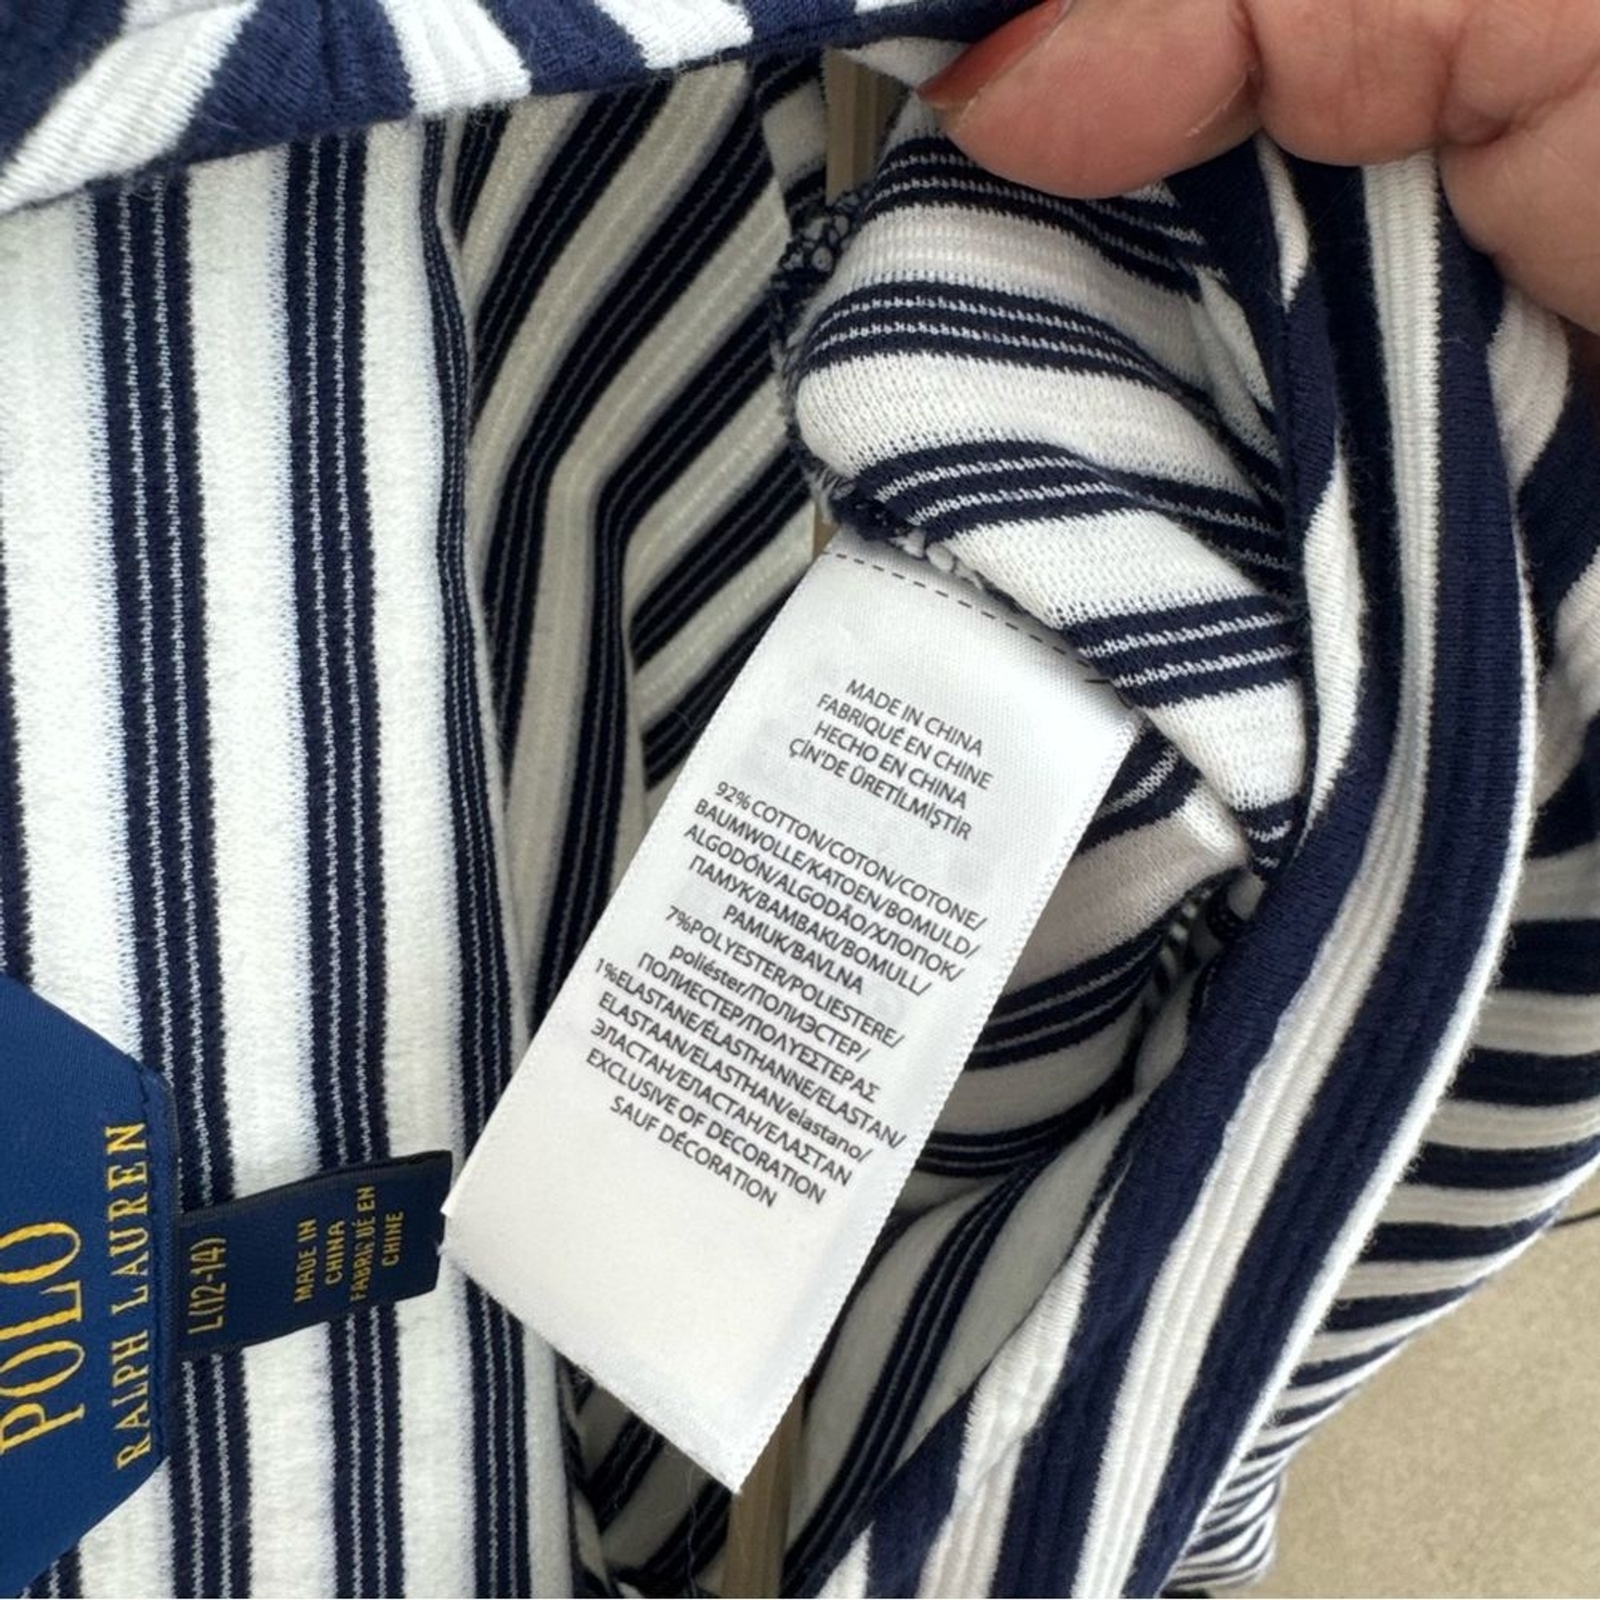 MADE IN CHINA
FABRIQUÉ EN CHINE
HECHO EN CHINA
ÇİN'DE ÜRETİLMİŞTİR
92% COTTON/COTON/COTONE/
BAUMWOLLE/KATOEN/BOMULD/
ALGODÓN/ALGODÃO/ХЛОПОК/
ПАМУК/ΒΑΜΒΑΚΙ/BOMULL/
PAMUK/BAVLNA
7%POLYESTER/POLIESTERE/
poliéster/ПОЛИЭСТЕР/
ПОЛИЕСТЕР/ΠΟΛΥΕΣΤΕΡΑΣ
1%ELASTANE/ÉLASTHANNE/ELASTAN/
ELASTAAN/ELASTHAN/elastano/
ЭЛАСТАН/ЕЛАСТАН/ΕΛΑΣΤΑΝ
EXCLUSIVE OF DECORATION
SAUF DÉCORATION
POLO
RALPH LAUREN
L(12-14)
MADE IN
CHINA
FABRIQUÉ EN
CHINE